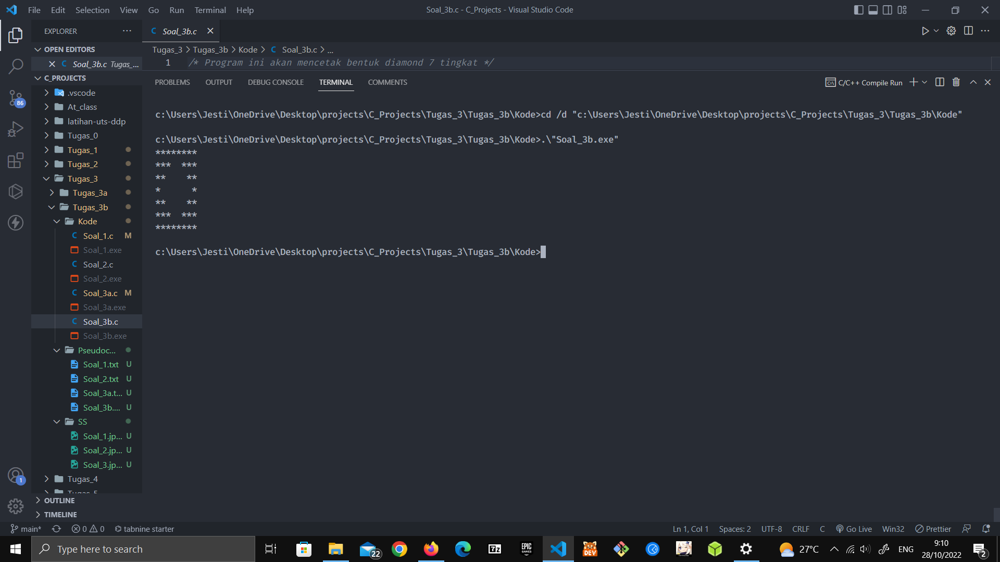 File Edit Selection View Go Run Terminal Help
Soal_3b.c - C_Projects - Visual Studio Code
EXPLORER
OPEN EDITORS
Soal_3b.c Tugas_...
C_PROJECTS
.vscode
At_class
latihan-uts-ddp
Tugas_0
Tugas_1
Tugas_2
Tugas_3
Tugas_3a
Tugas_3b
Kode
Soal_1.c M
Soal_1.exe
Soal_2.c
Soal_2.exe
Soal_3a.c M
Soal_3a.exe
Soal_3b.c
Soal_3b.exe
Pseudoc...
Soal_1.txt U
Soal_2.txt U
Soal_3a.t... U
Soal_3b.... U
SS
Soal_1.jp... U
Soal_2.jp... U
Soal_3.jp... U
Tugas_4
Tugas_5
OUTLINE
TIMELINE
86
1
Soal_3b.c
Tugas_3 > Tugas_3b > Kode > C Soal_3b.c > ...
1 /* Program ini akan mencetak bentuk diamond 7 tingkat */
PROBLEMS OUTPUT DEBUG CONSOLE TERMINAL COMMENTS
C/C++ Compile Run
c:\Users\Jesti\OneDrive\Desktop\projects\C_Projects\Tugas_3\Tugas_3b\Kode>cd /d "c:\Users\Jesti\OneDrive\Desktop\projects\C_Projects\Tugas_3\Tugas_3b\Kode"
c:\Users\Jesti\OneDrive\Desktop\projects\C_Projects\Tugas_3\Tugas_3b\Kode>.\"Soal_3b.exe"
********
***  ***
**    **
*      *
**    **
***  ***
********
c:\Users\Jesti\OneDrive\Desktop\projects\C_Projects\Tugas_3\Tugas_3b\Kode>
main* 0 0 tabnine starter
Ln 1, Col 1 Spaces: 2 UTF-8 CRLF C Go Live Win32 Prettier
Type here to search
22
7z
EPIC GAMES
DEV
27°C
ENG
9:10
28/10/2022
2